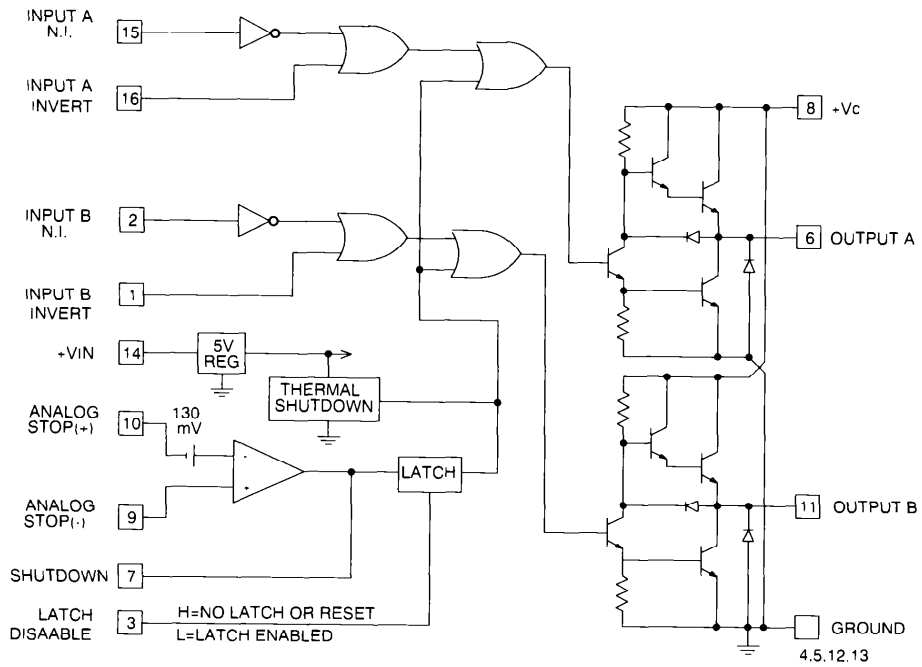 INPUT A
N.I.
15
INPUT A
INVERT
16
INPUT B
N.I.
2
INPUT B
INVERT
1
+VIN
14
5V
REG
THERMAL
SHUTDOWN
ANALOG
STOP(+)
10
130
mV
-
+
ANALOG
STOP(-)
9
LATCH
SHUTDOWN
7
LATCH
DISAABLE
3
H=NO LATCH OR RESET
L=LATCH ENABLED
8
+Vc
6
OUTPUT A
11
OUTPUT B
GROUND
4,5,12,13